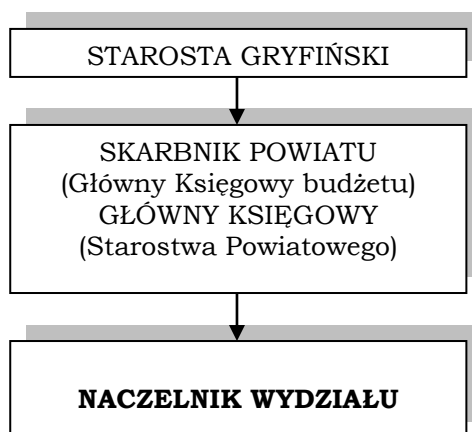 STAROSTA GRYFIŃSKI
SKARBNIK POWIATU
(Główny Księgowy budżetu)
GŁÓWNY KSIĘGOWY
(Starostwa Powiatowego)
NACZELNIK WYDZIAŁU